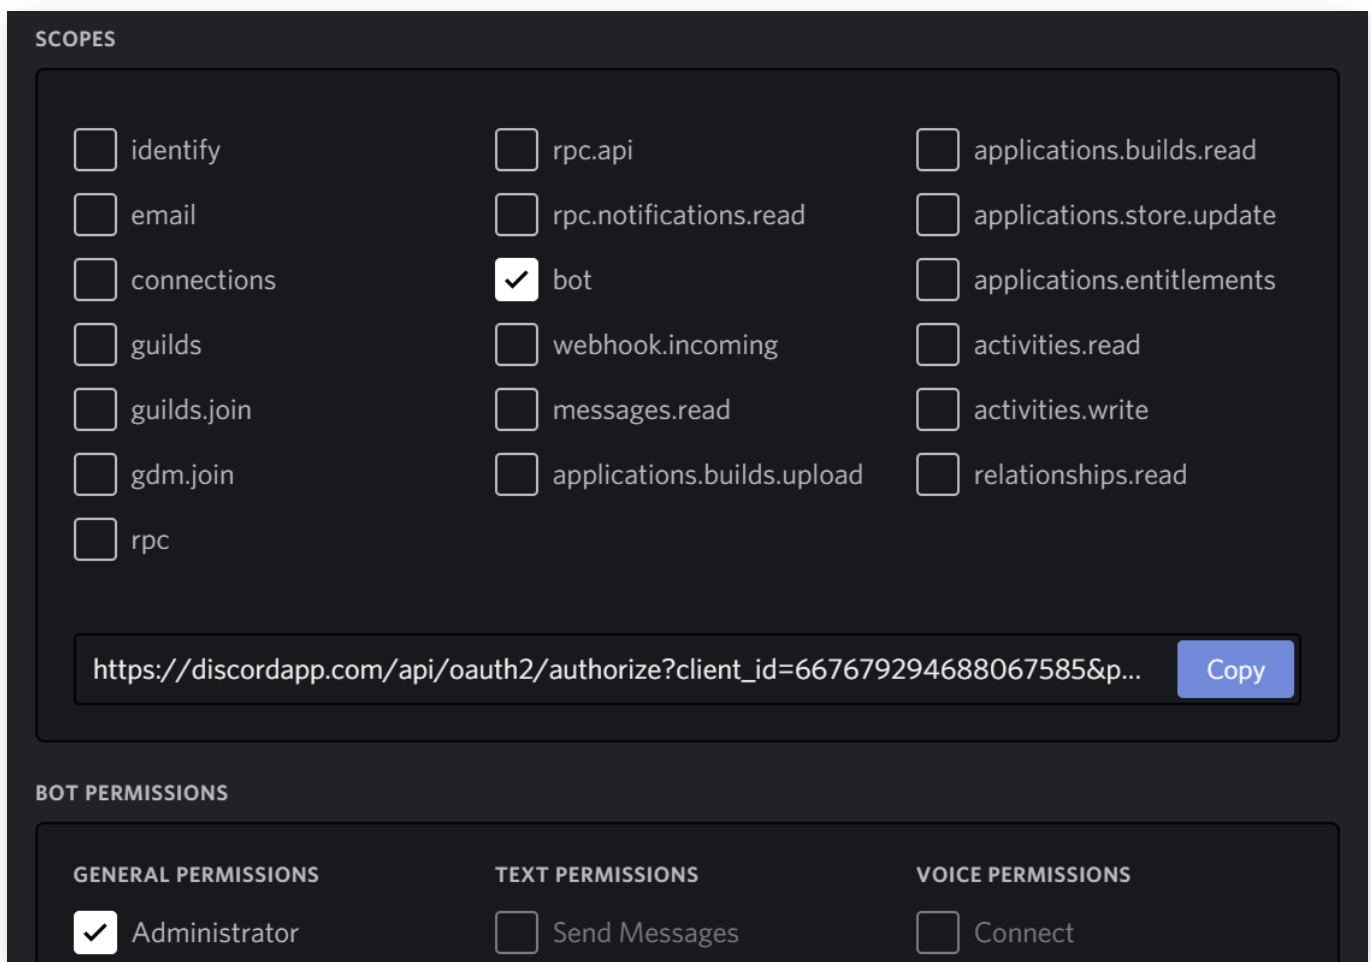 SCOPES
identify
rpc.api
applications.builds.read
email
rpc.notifications.read
applications.store.update
connections
bot
applications.entitlements
guilds
webhook.incoming
activities.read
guilds.join
messages.read
activities.write
gdm.join
applications.builds.upload
relationships.read
rpc
https://discordapp.com/api/oauth2/authorize?client_id=667679294688067585&p...
Copy
BOT PERMISSIONS
GENERAL PERMISSIONS
TEXT PERMISSIONS
VOICE PERMISSIONS
Administrator
Send Messages
Connect